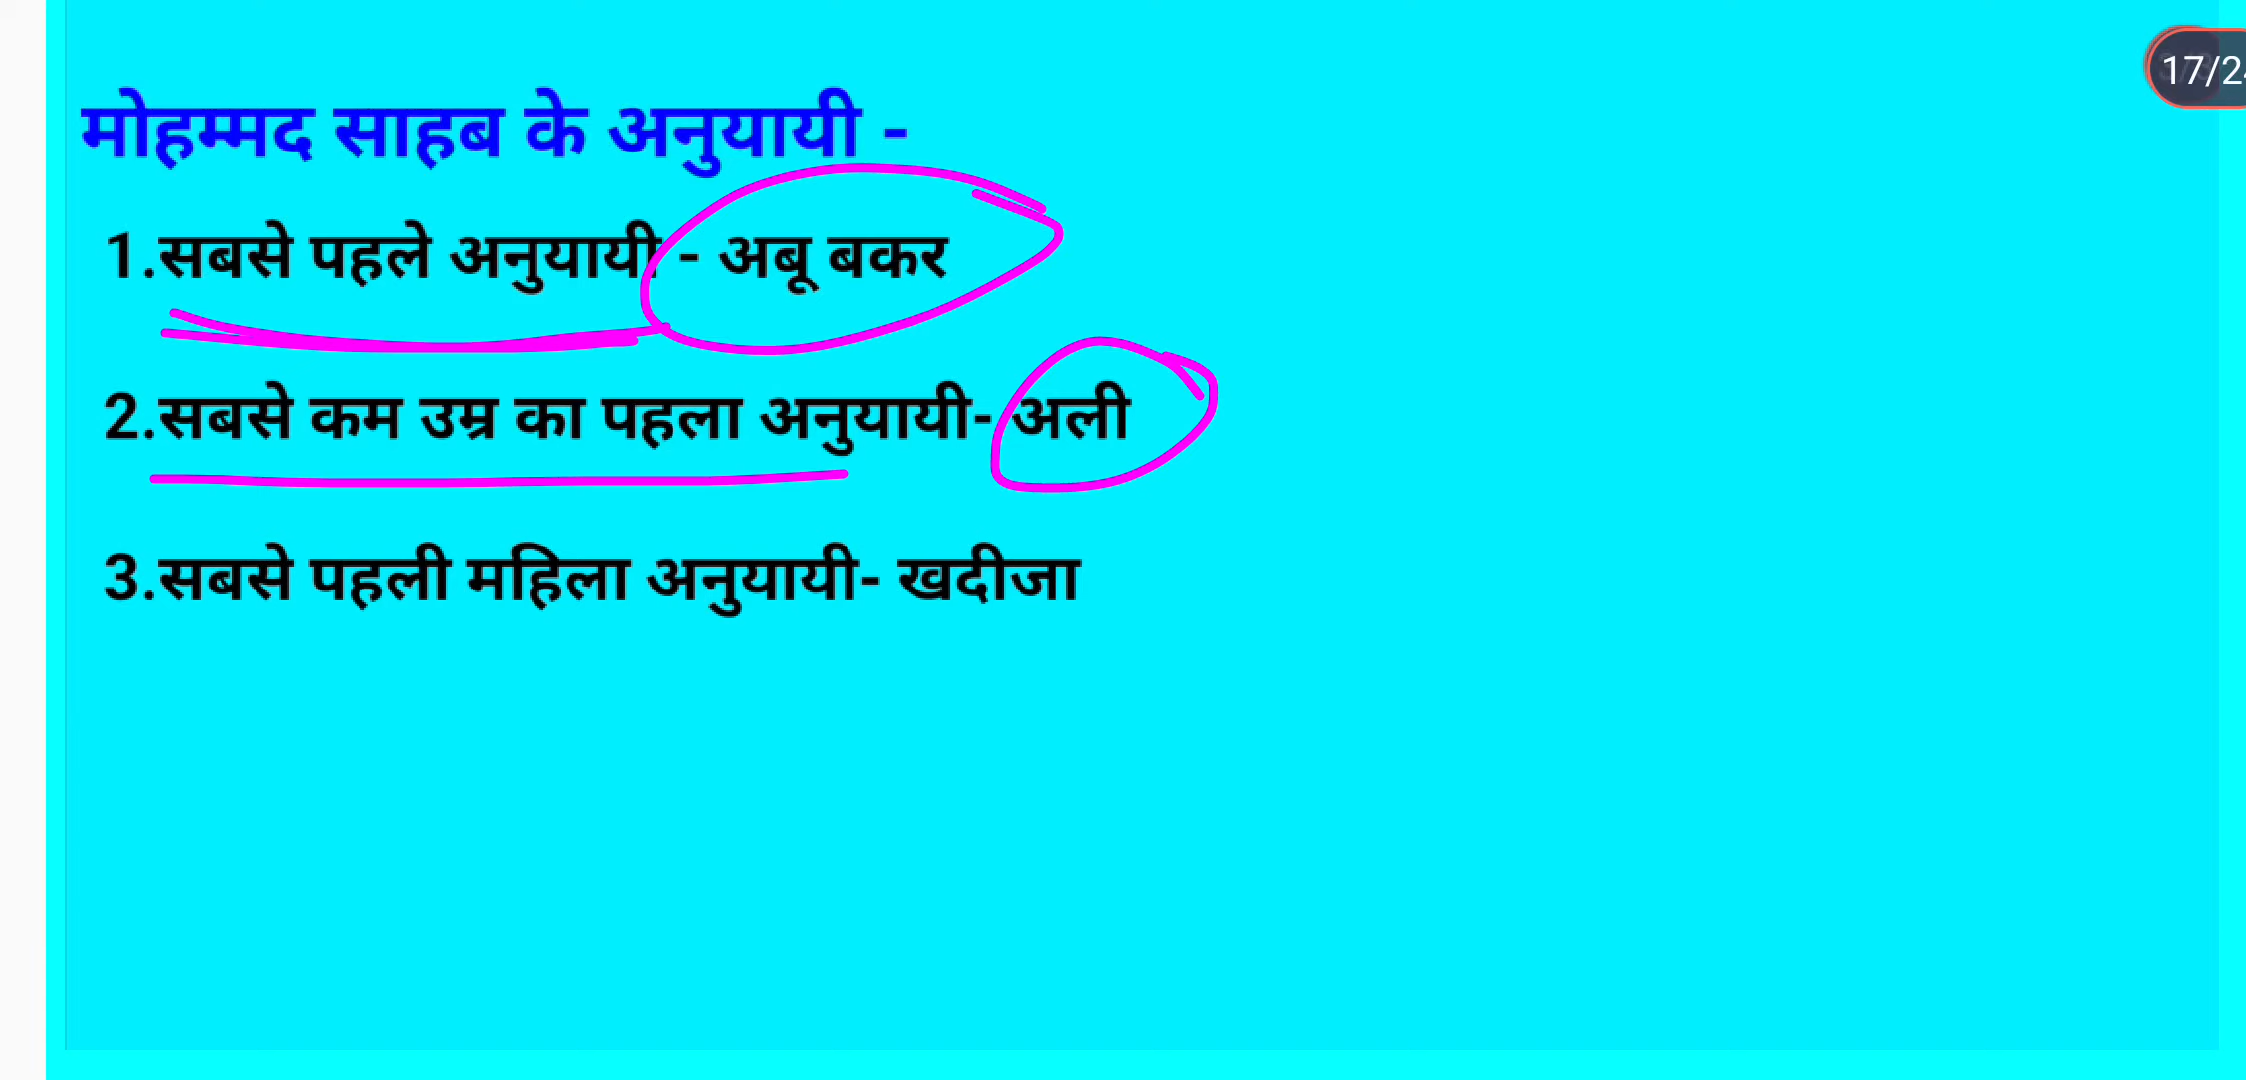 17/2
मोहम्मद साहब के अनुयायी -
1.सबसे पहले अनुयायी - अबू बकर
2.सबसे कम उम्र का पहला अनुयायी- अली
3.सबसे पहली महिला अनुयायी- खदीजा